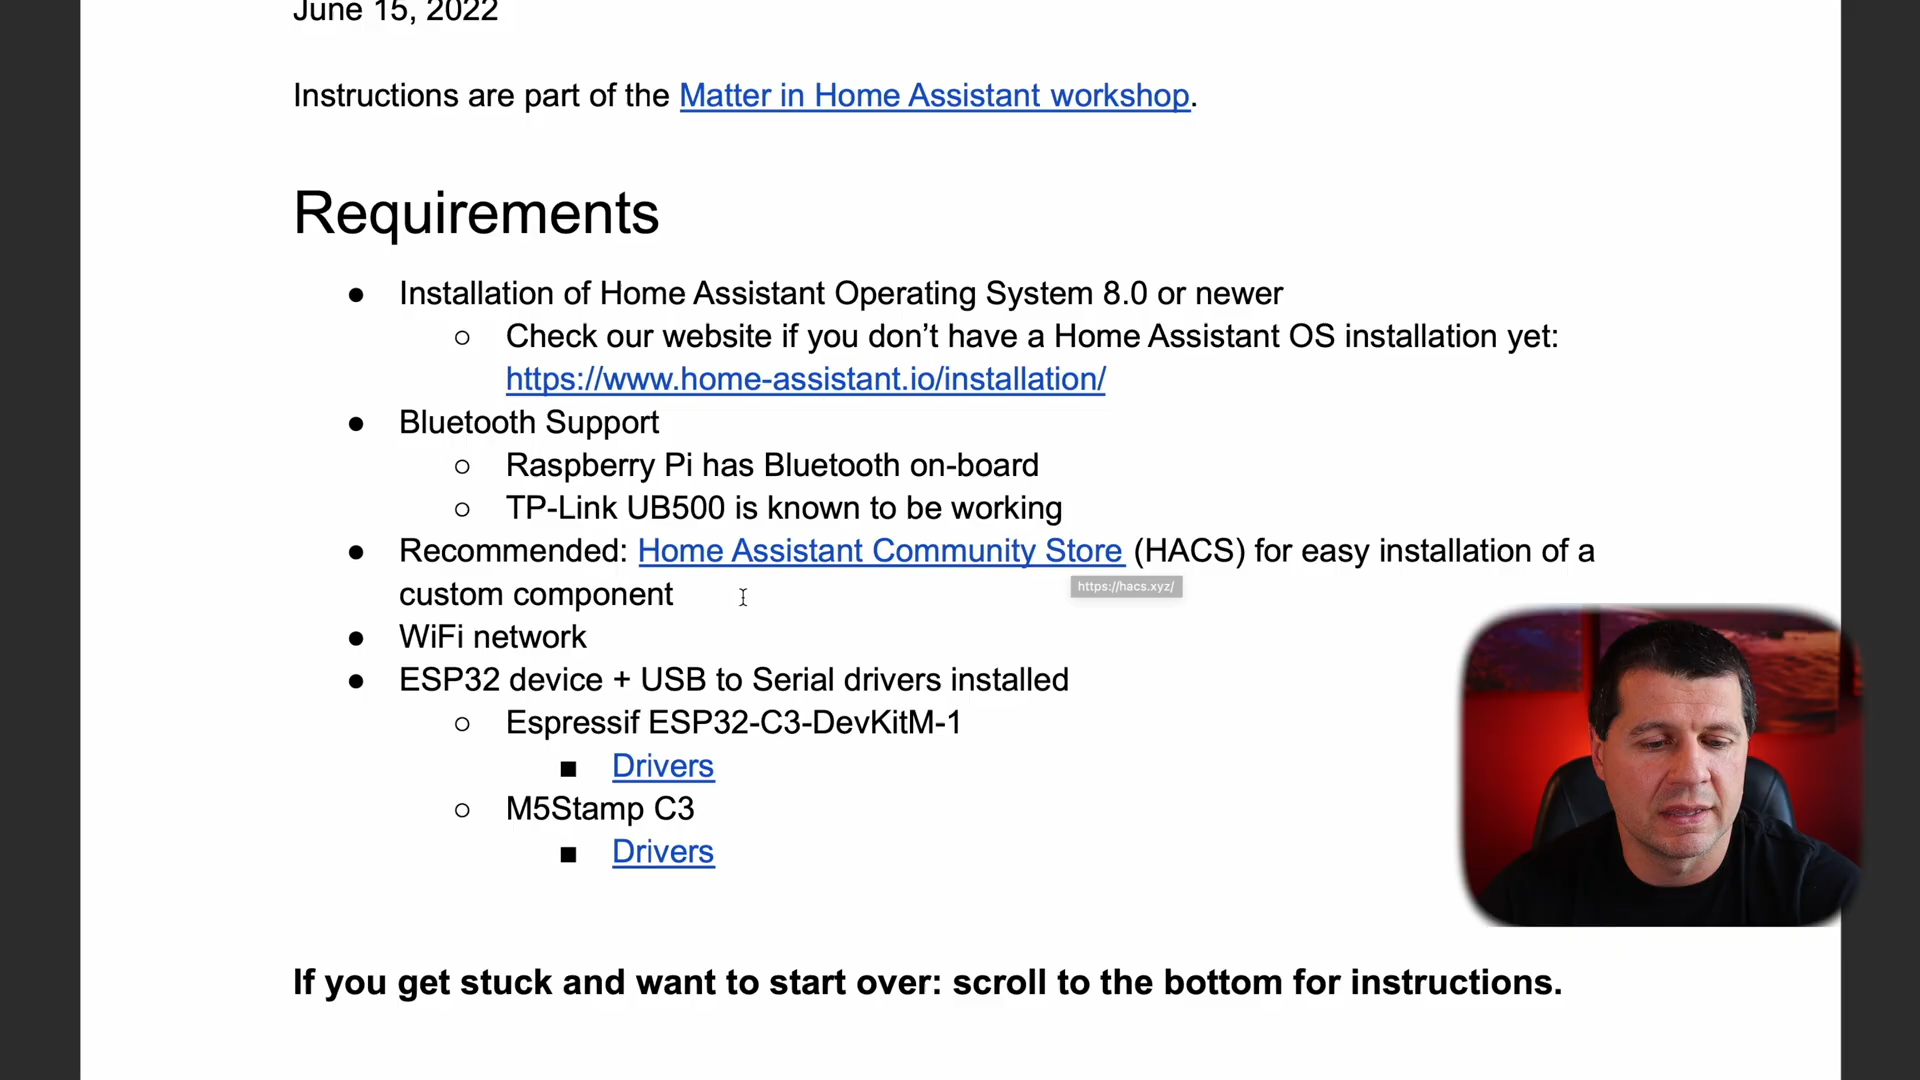 June 15, 2022
Instructions are part of the Matter in Home Assistant workshop.
Requirements
● Installation of Home Assistant Operating System 8.0 or newer
○ Check our website if you don’t have a Home Assistant OS installation yet:
https://www.home-assistant.io/installation/
● Bluetooth Support
○ Raspberry Pi has Bluetooth on-board
○ TP-Link UB500 is known to be working
● Recommended: Home Assistant Community Store (HACS) for easy installation of a
https://hacs.xyz/
custom component
● WiFi network
● ESP32 device + USB to Serial drivers installed
○ Espressif ESP32-C3-DevKitM-1
■ Drivers
○ M5Stamp C3
■ Drivers
If you get stuck and want to start over: scroll to the bottom for instructions.